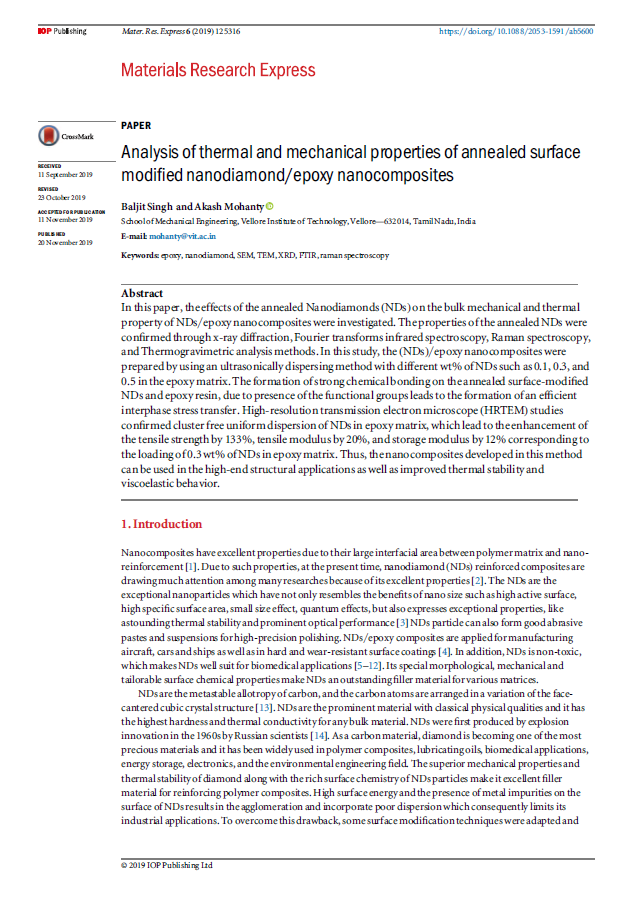 IOP Publishing
Mater. Res. Express 6 (2019) 125316
https://doi.org/10.1088/2053-1591/ab5600
Materials Research Express
CrossMark
RECEIVED
11 September 2019
REVISED
23 October 2019
ACCEPTED FOR PUBLICATION
11 November 2019
PUBLISHED
20 November 2019
PAPER
Analysis of thermal and mechanical properties of annealed surface
modified nanodiamond/epoxy nanocomposites
Baljit Singh and Akash Mohanty
School of Mechanical Engineering, Vellore Institute of Technology, Vellore—632014, Tamil Nadu, India
E-mail: mohanty@vit.ac.in
Keywords: epoxy, nanodiamond, SEM, TEM, XRD, FTIR, raman spectroscopy
Abstract
In this paper, the effects of the annealed Nanodiamonds (NDs) on the bulk mechanical and thermal
property of NDs/epoxy nanocomposites were investigated. The properties of the annealed NDs were
confirmed through x-ray diffraction, Fourier transforms infrared spectroscopy, Raman spectroscopy,
and Thermogravimetric analysis methods. In this study, the (NDs)/epoxy nanocomposites were
prepared by using an ultrasonically dispersing method with different wt% of NDs such as 0.1, 0.3, and
0.5 in the epoxy matrix. The formation of strong chemical bonding on the annealed surface-modified
NDs and epoxy resin, due to presence of the functional groups leads to the formation of an efficient
interphase stress transfer. High-resolution transmission electron microscope (HRTEM) studies
confirmed cluster free uniform dispersion of NDs in epoxy matrix, which lead to the enhancement of
the tensile strength by 133%, tensile modulus by 20%, and storage modulus by 12% corresponding to
the loading of 0.3 wt% of NDs in epoxy matrix. Thus, the nanocomposites developed in this method
can be used in the high-end structural applications as well as improved thermal stability and
viscoelastic behavior.
1. Introduction
Nanocomposites have excellent properties due to their large interfacial area between polymer matrix and nano-
reinforcement [1]. Due to such properties, at the present time, nanodiamond (NDs) reinforced composites are
drawing much attention among many researches because of its excellent properties [2]. The NDs are the
exceptional nanoparticles which have not only resembles the benefits of nano size such as high active surface,
high specific surface area, small size effect, quantum effects, but also expresses exceptional properties, like
astounding thermal stability and prominent optical performance [3] NDs particle can also form good abrasive
pastes and suspensions for high-precision polishing. NDs/epoxy composites are applied for manufacturing
aircraft, cars and ships as well as in hard and wear-resistant surface coatings [4]. In addition, NDs is non-toxic,
which makes NDs well suit for biomedical applications [5–12]. Its special morphological, mechanical and
tailorable surface chemical properties make NDs an outstanding filler material for various matrices.
NDs are the metastable allotropy of carbon, and the carbon atoms are arranged in a variation of the face-
cantered cubic crystal structure [13]. NDs are the prominent material with classical physical qualities and it has
the highest hardness and thermal conductivity for any bulk material. NDs were first produced by explosion
innovation in the 1960s by Russian scientists [14]. As a carbon material, diamond is becoming one of the most
precious materials and it has been widely used in polymer composites, lubricating oils, biomedical applications,
energy storage, electronics, and the environmental engineering field. The superior mechanical properties and
thermal stability of diamond along with the rich surface chemistry of NDs particles make it excellent filler
material for reinforcing polymer composites. High surface energy and the presence of metal impurities on the
surface of NDs results in the agglomeration and incorporate poor dispersion which consequently limits its
industrial applications. To overcome this drawback, some surface modification techniques were adapted and
© 2019 IOP Publishing Ltd